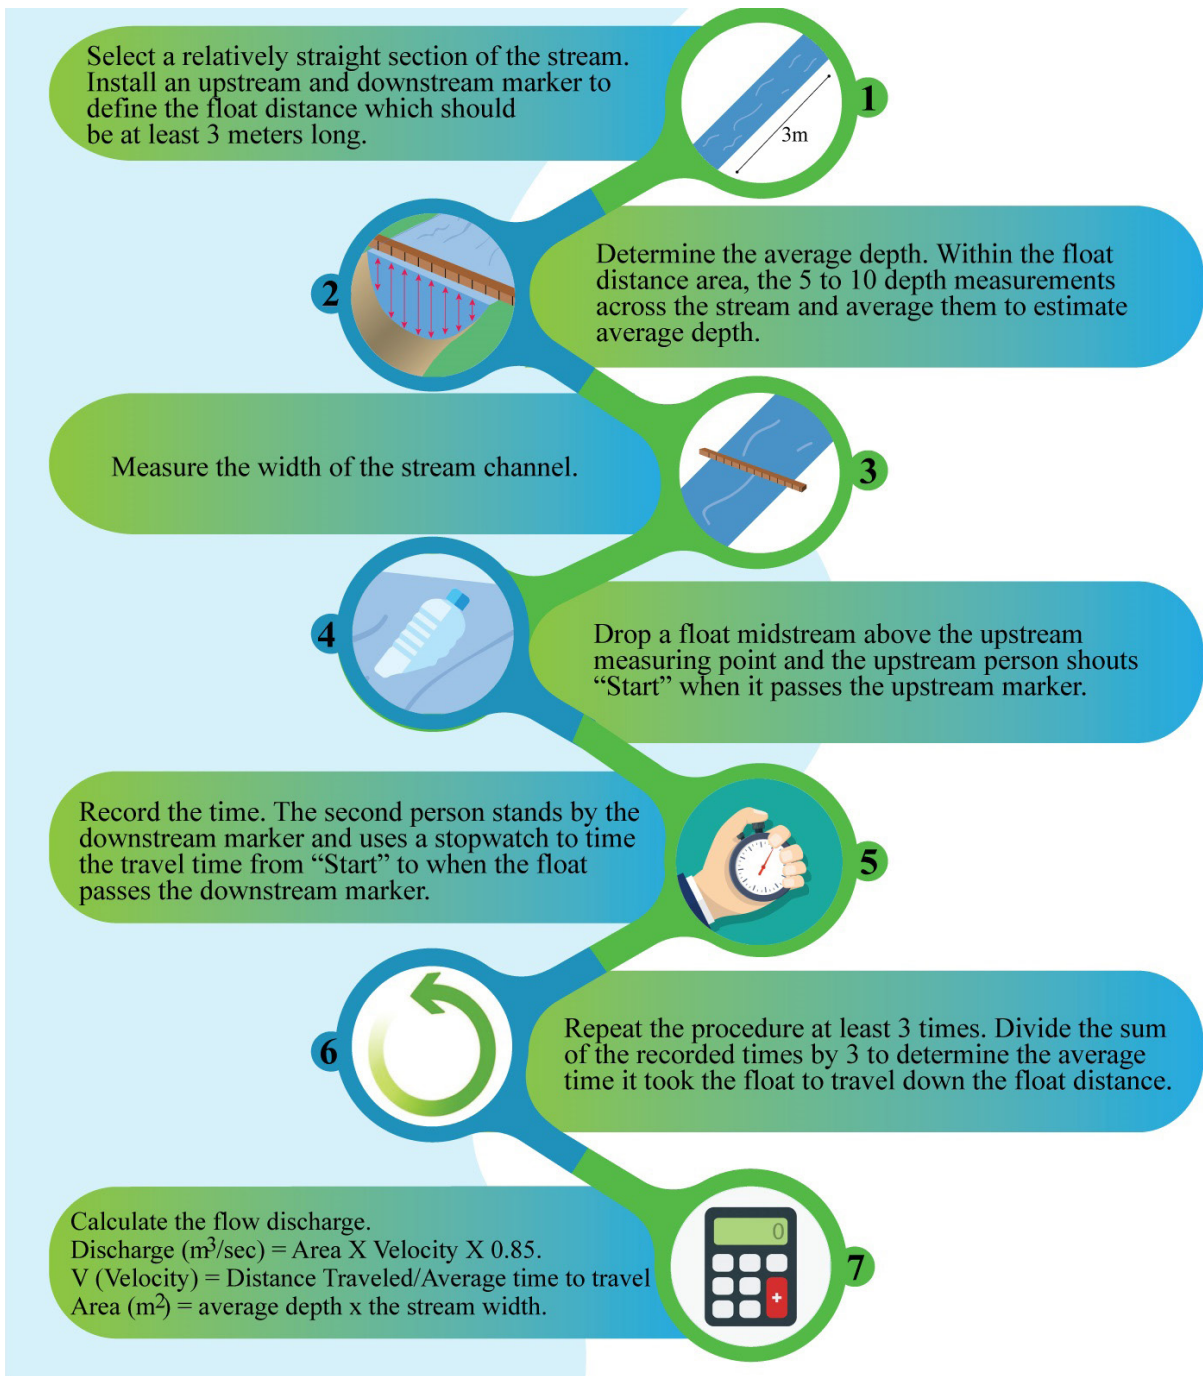 Select a relatively straight section of the stream.
Install an upstream and downstream marker to
define the float distance which should
be at least 3 meters long.
3m
1
2
Determine the average depth. Within the float
distance area, the 5 to 10 depth measurements
across the stream and average them to estimate
average depth.
Measure the width of the stream channel.
3
4
Drop a float midstream above the upstream
measuring point and the upstream person shouts
“Start” when it passes the upstream marker.
Record the time. The second person stands by the
downstream marker and uses a stopwatch to time
the travel time from “Start” to when the float
passes the downstream marker.
5
6
Repeat the procedure at least 3 times. Divide the sum
of the recorded times by 3 to determine the average
time it took the float to travel down the float distance.
Calculate the flow discharge.
Discharge (m³/sec) = Area X Velocity X 0.85.
V (Velocity) = Distance Traveled/Average time to travel
Area (m²) = average depth x the stream width.
0
+
7